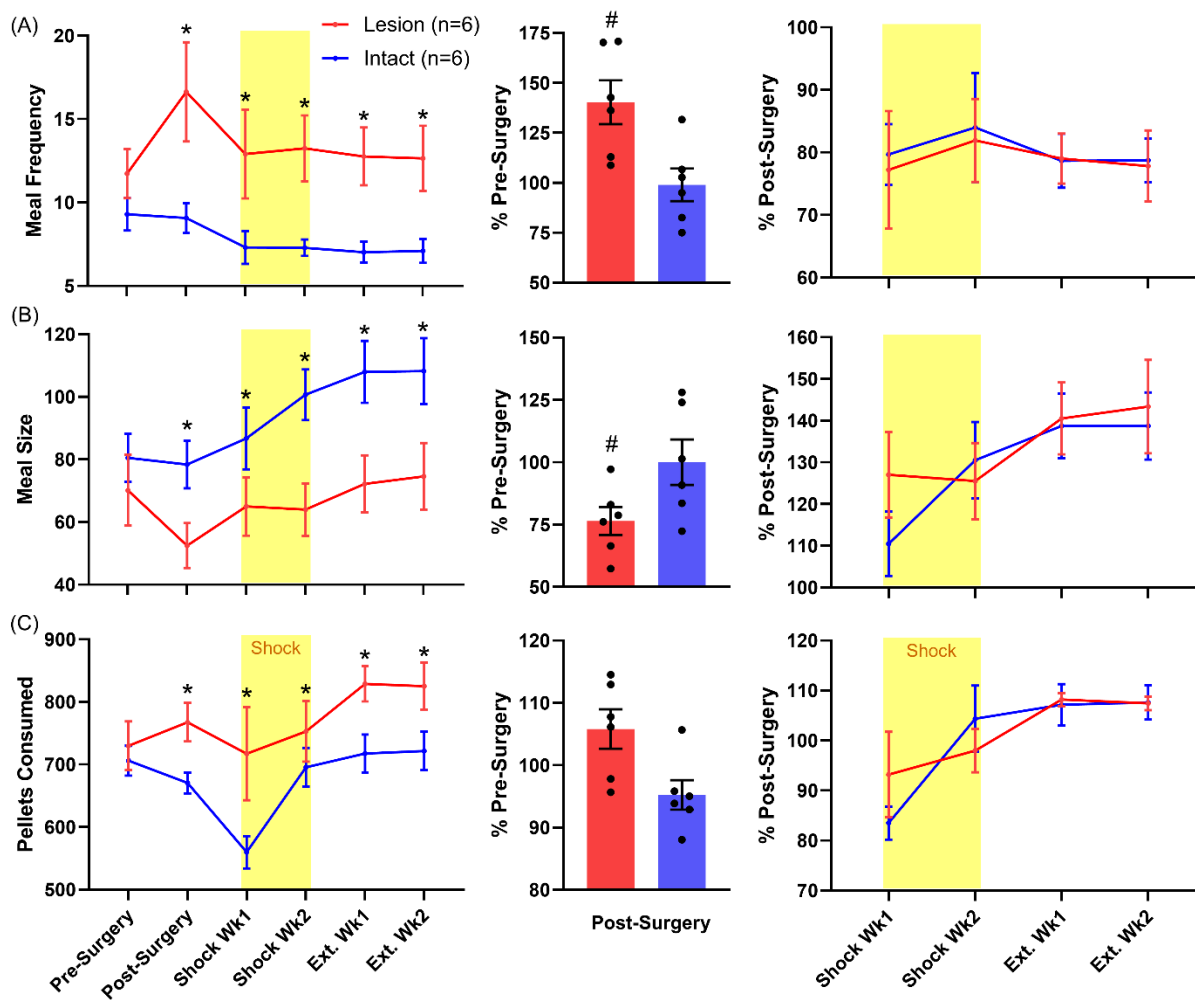 (A)
Lesion (n=6)
Intact (n=6)
Meal Frequency
20
15
10
5
*
*
*
*
*
% Pre-Surgery
175
150
125
100
75
50
#
% Post-Surgery
100
90
80
70
60
(B)
Meal Size
120
100
80
60
40
*
*
*
*
*
% Pre-Surgery
150
125
100
75
50
#
% Post-Surgery
160
150
140
130
120
110
100
(C)
Pellets Consumed
900
800
700
600
500
Shock
*
*
*
*
*
Pre-Surgery
Post-Surgery
Shock Wk1
Shock Wk2
Ext. Wk1
Ext. Wk2
% Pre-Surgery
120
110
100
90
80
Post-Surgery
% Post-Surgery
120
110
100
90
80
70
Shock
Shock Wk1
Shock Wk2
Ext. Wk1
Ext. Wk2